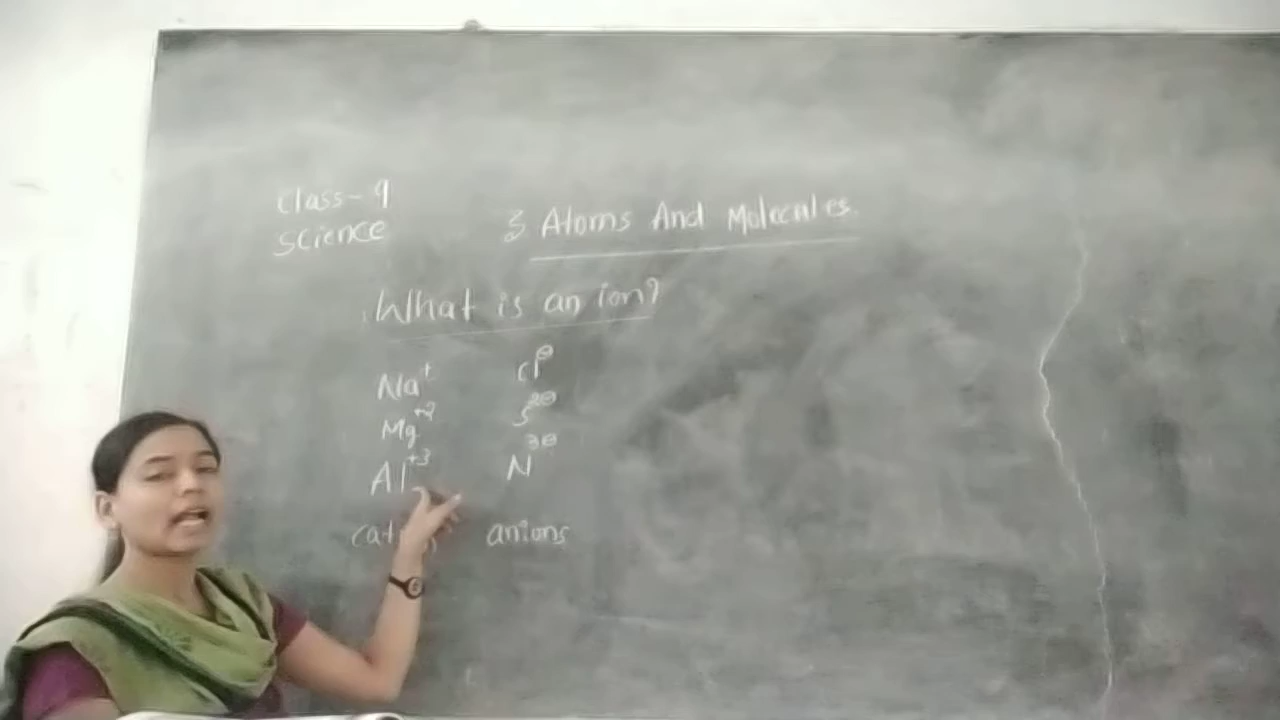 Class-9
Science
3 Atoms And Molecules.
What is an ion?
Na⁺ Cl⊖
Mg⁺² S²⊖
Al⁺³ N³⊖
anions